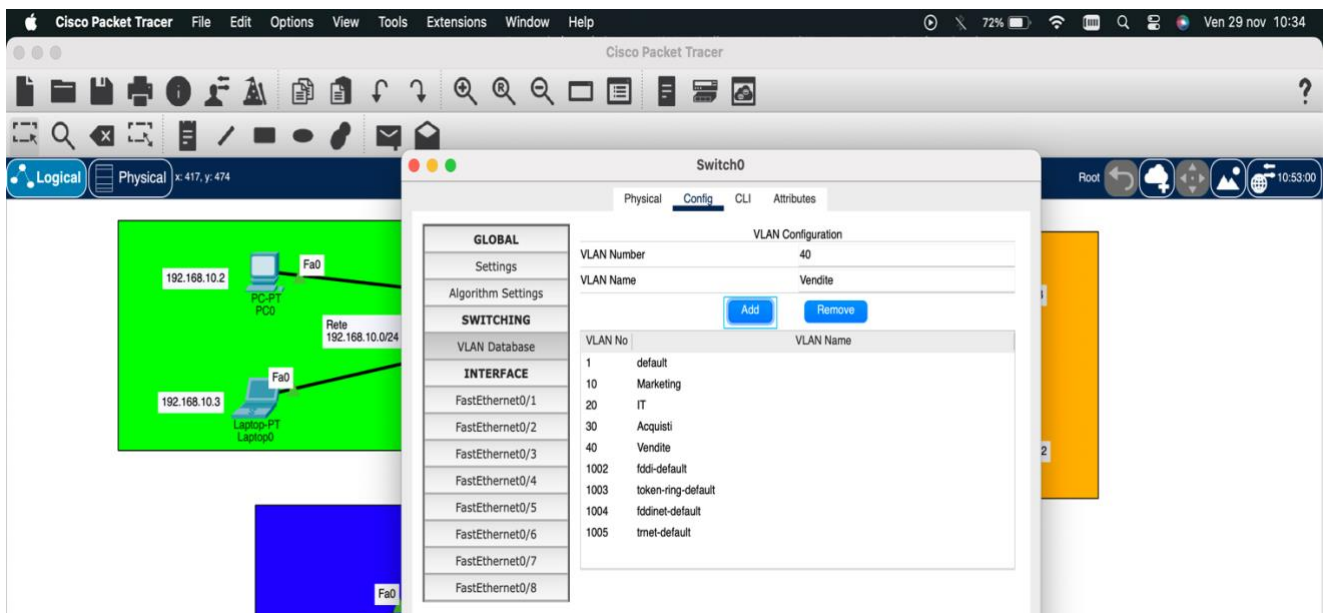 Cisco Packet Tracer File Edit Options View Tools Extensions Window Help 72% Ven 29 nov 10:34
Cisco Packet Tracer
?
Logical Physical x: 417, y: 474 Root 10:53:00
Switch0
Physical Config CLI Attributes
GLOBAL
Settings
Algorithm Settings
SWITCHING
VLAN Database
INTERFACE
FastEthernet0/1
FastEthernet0/2
FastEthernet0/3
FastEthernet0/4
FastEthernet0/5
FastEthernet0/6
FastEthernet0/7
FastEthernet0/8
VLAN Configuration
VLAN Number 40
VLAN Name Vendite
Add Remove
VLAN No VLAN Name
1 default
10 Marketing
20 IT
30 Acquisti
40 Vendite
1002 fddi-default
1003 token-ring-default
1004 fddinet-default
1005 trnet-default
192.168.10.2
Fa0
PC-PT
PC0
Rete
192.168.10.0/24
Fa0
192.168.10.3
Laptop-PT
Laptop0
Fa0
2